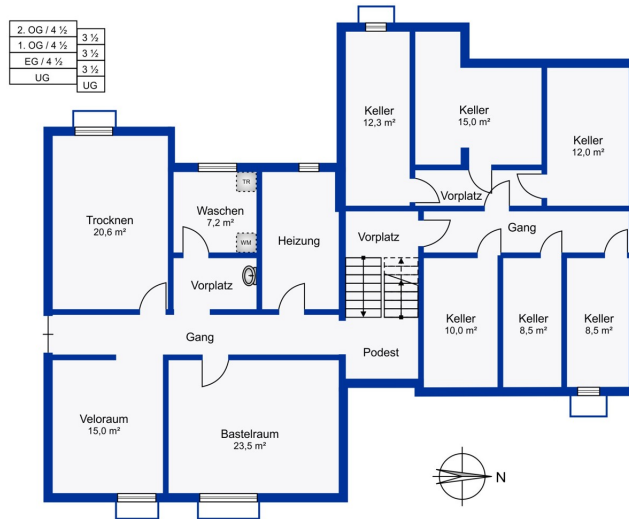 2. OG / 4 ½
3 ½
1. OG / 4 ½
3 ½
EG / 4 ½
3 ½
UG
UG
Keller
12,3 m²
Keller
15,0 m²
Keller
12,0 m²
Trocknen
20,6 m²
TR
Waschen
7,2 m²
WM
Heizung
Vorplatz
Vorplatz
Gang
Vorplatz
Gang
Podest
Keller
10,0 m²
Keller
8,5 m²
Keller
8,5 m²
Veloraum
15,0 m²
Bastelraum
23,5 m²
N